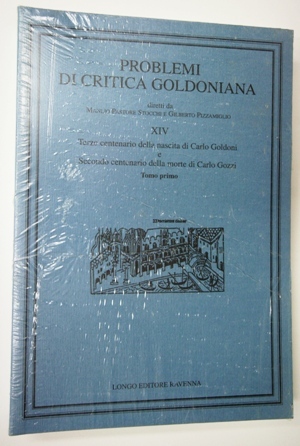 PROBLEMI
DI CRITICA GOLDONIANA
diretti da
MANLIO PASTORE STOCCHI E GILBERTO PIZZAMIGLIO
XIV
Terzo centenario della nascita di Carlo Goldoni
e
Secondo centenario della morte di Carlo Gozzi
Tomo primo
LONGO EDITORE RAVENNA